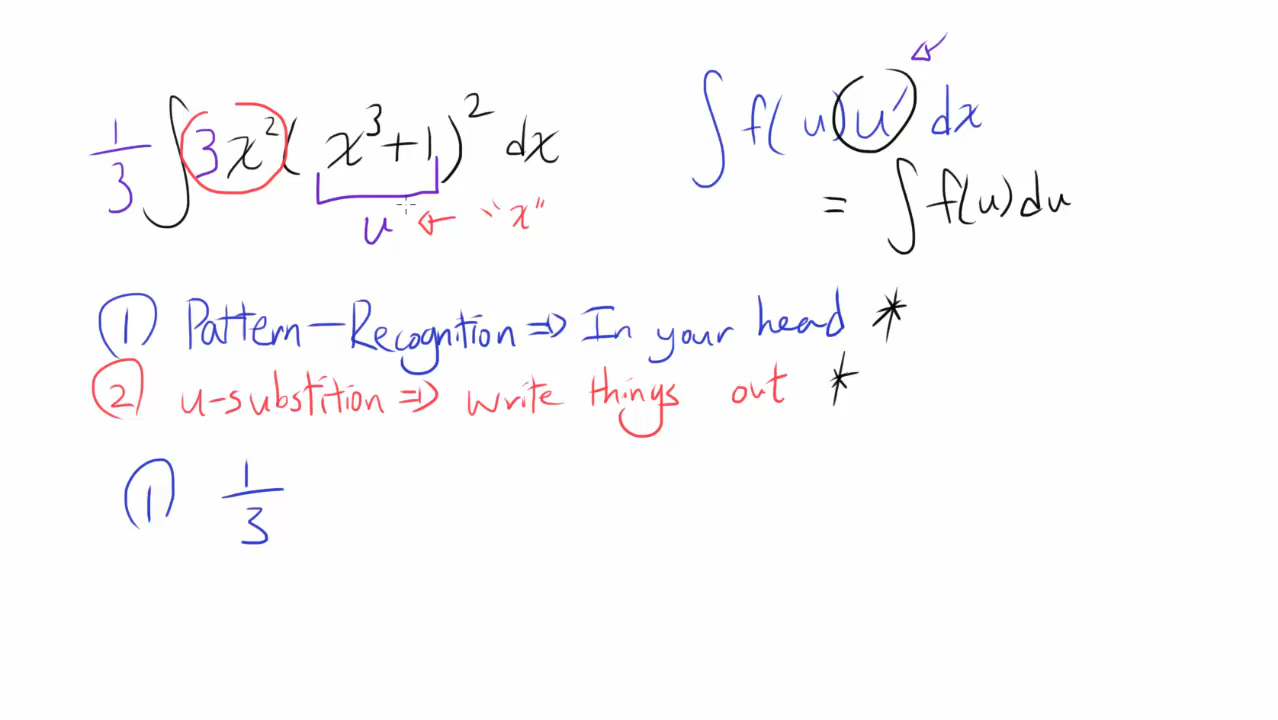 1/3 ∫ 3x²( x³+1 )² dx
u ← "x"
∫ f( u) u' dx
= ∫ f(u) du
① Pattern-Recognition ⇒ In your head *
② u-substition ⇒ write things out *
① 1/3